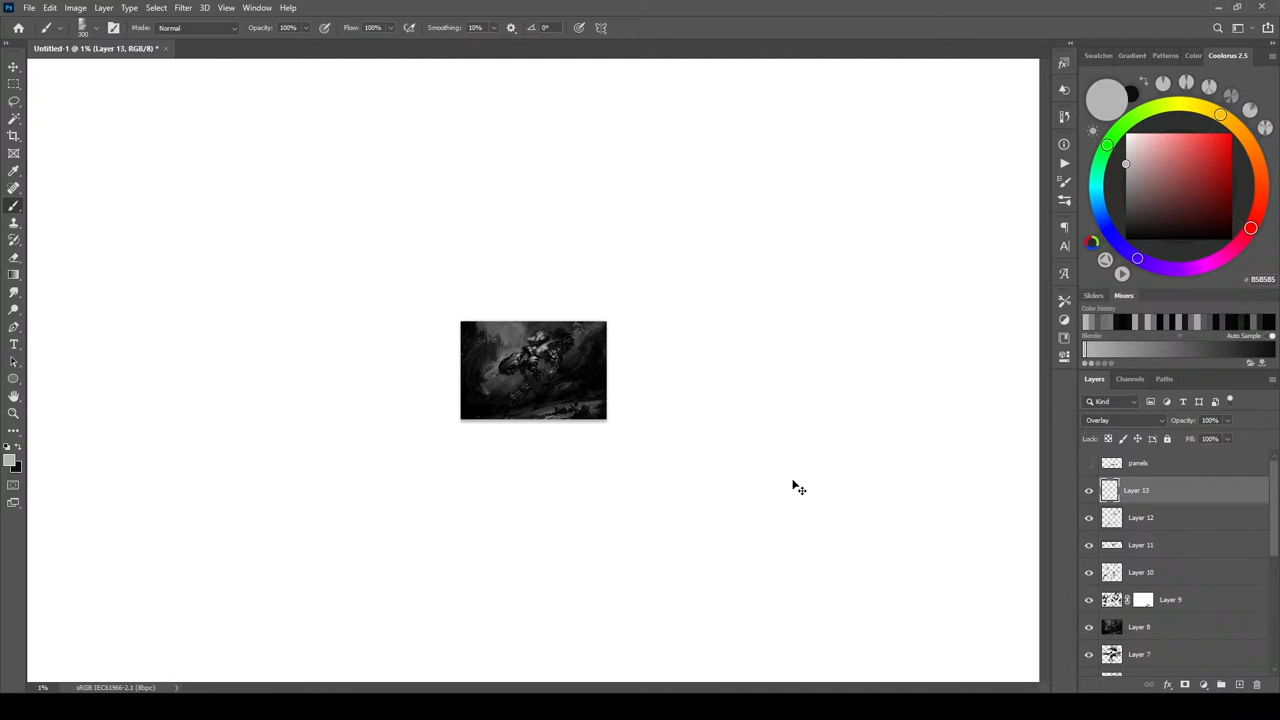 Ps File Edit Image Layer Type Select Filter 3D View Window Help
300 Mode: Normal Opacity: 100% Flow: 100% Smoothing: 10% 0°
Untitled-1 @ 1% (Layer 13, RGB/8) *
Swatches Gradient Patterns Color Coolorus 2.5
# B5B5B5
Sliders Mixers
Color history
Blender Auto Sample
Layers Channels Paths
Kind
Overlay Opacity: 100%
Lock: Fill: 100%
panels
Layer 13
Layer 12
Layer 11
Layer 10
Layer 9
Layer 8
Layer 7
1% sRGB IEC61966-2.1 (8bpc)